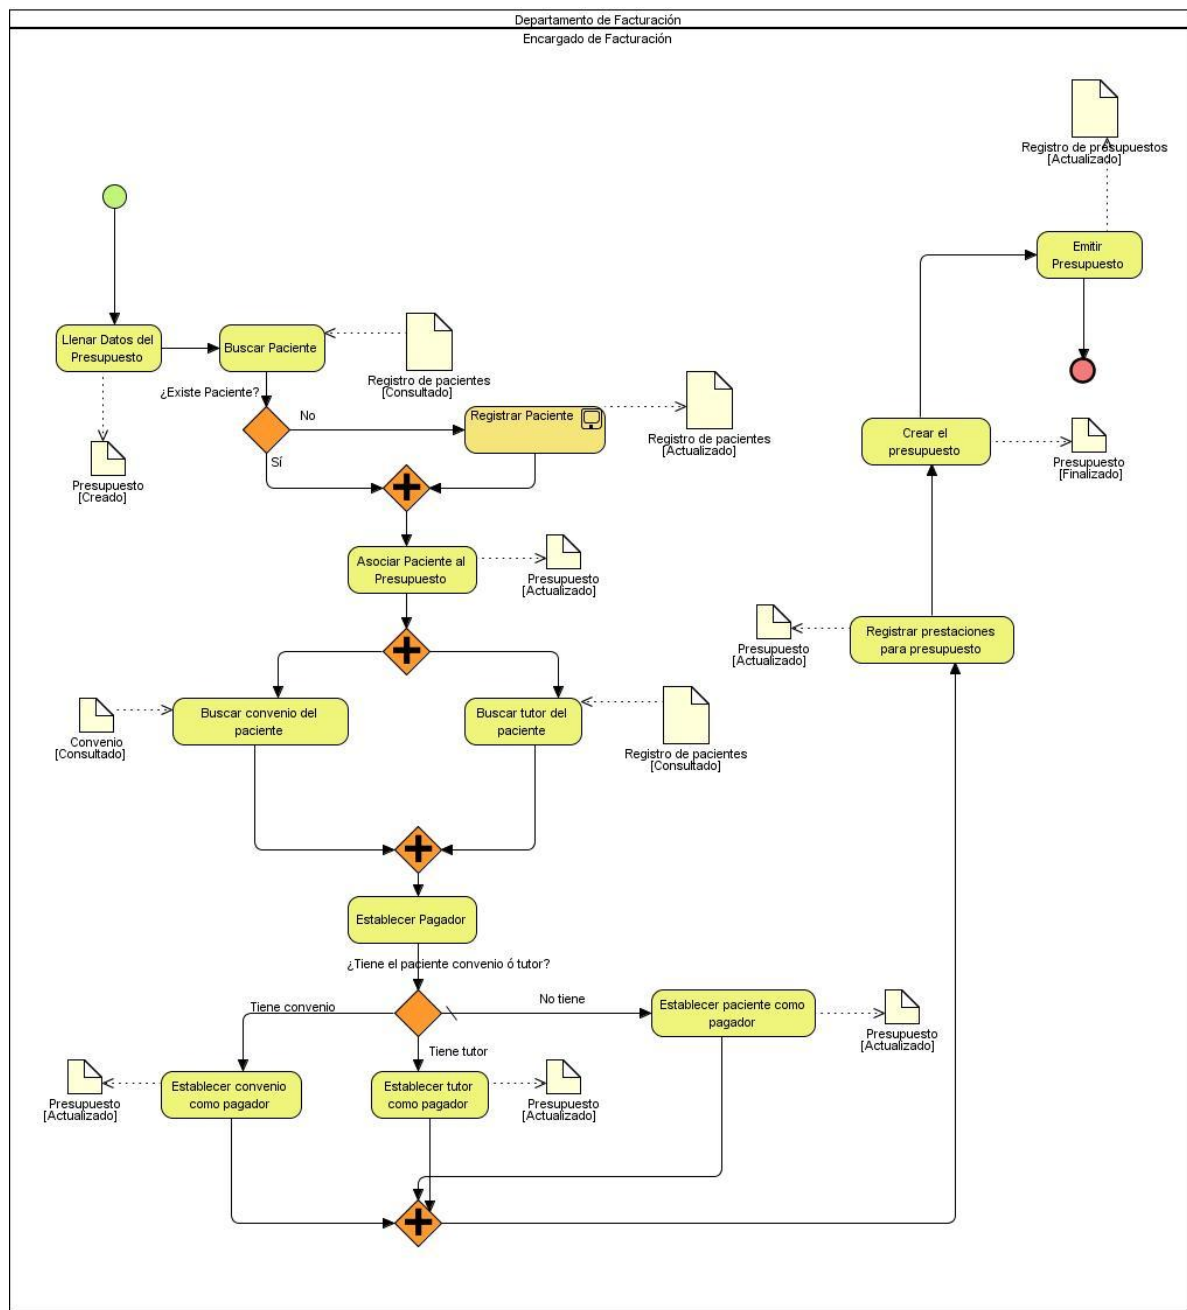 Departamento de Facturación
Encargado de Facturación
Registro de presupuestos
[Actualizado]
Emitir
Presupuesto
Llenar Datos del
Presupuesto
Buscar Paciente
Registro de pacientes
[Consultado]
¿Existe Paciente?
No
Sí
Registrar Paciente
Registro de pacientes
[Actualizado]
Presupuesto
[Creado]
Crear el
presupuesto
Presupuesto
[Finalizado]
Asociar Paciente al
Presupuesto
Presupuesto
[Actualizado]
Registrar prestaciones
para presupuesto
Presupuesto
[Actualizado]
Buscar convenio del
paciente
Buscar tutor del
paciente
Convenio
[Consultado]
Registro de pacientes
[Consultado]
Establecer Pagador
¿Tiene el paciente convenio ó tutor?
Tiene convenio
No tiene
Tiene tutor
Establecer paciente como
pagador
Presupuesto
[Actualizado]
Presupuesto
[Actualizado]
Establecer convenio
como pagador
Establecer tutor
como pagador
Presupuesto
[Actualizado]